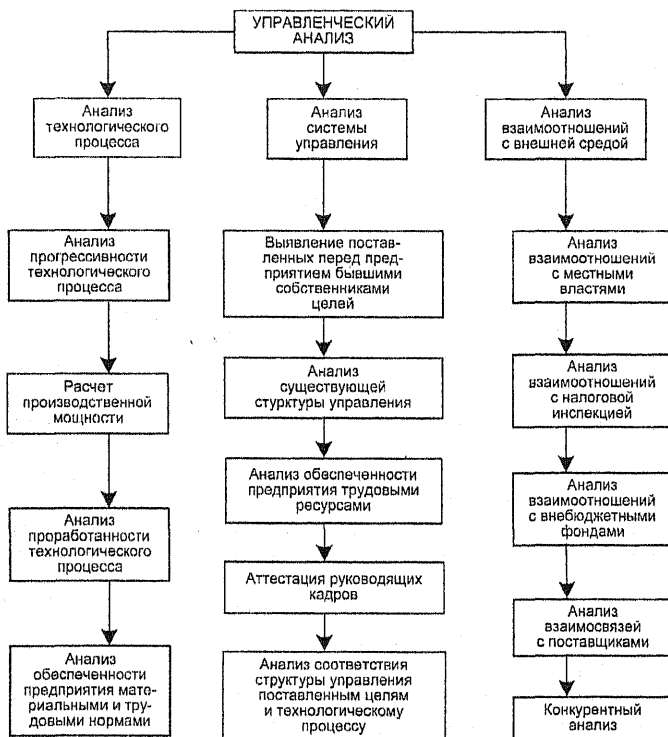 УПРАВЛЕНЧЕСКИЙ
АНАЛИЗ
Анализ
технологического
процесса
Анализ
прогрессивности
технологического
процесса
Расчет
производственной
мощности
Анализ
проработанности
технологического
процесса
Анализ
обеспеченности
предприятия мате-
риальными и тру-
довыми нормами
Анализ
системы
управления
Выявление постав-
ленных перед пред-
приятием бывшими
собственниками
целей
Анализ
существующей
стурктуры управления
Анализ обеспеченности
предприятия трудовыми
ресурсами
Аттестация руководящих
кадров
Анализ соответствия
структуры управления
поставленным целям
и технологическому
процессу
Анализ
взаимоотношений
с внешней средой
Анализ
взаимоотношений
с местными
властями
Анализ
взаимоотношений
с налоговой
инспекцией
Анализ
взаимоотношений
с внебюджетными
фондами
Анализ
взаимосвязей
с поставщиками
Конкурентный
анализ